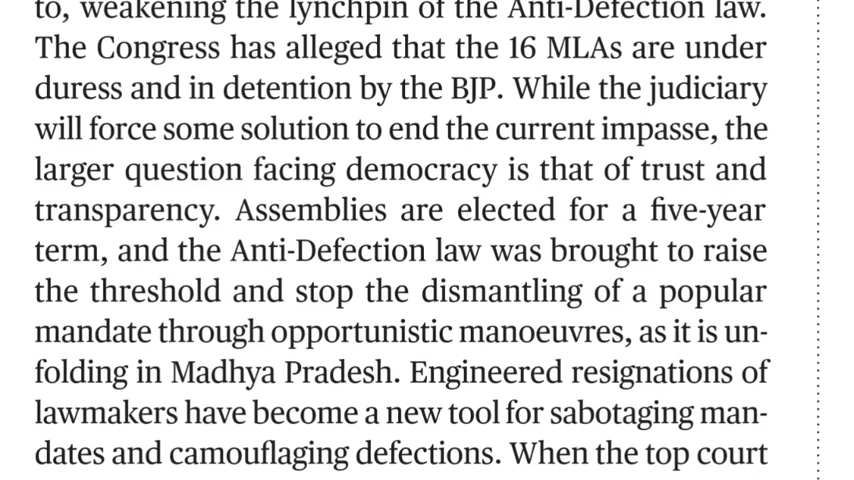 to, weakening the lynchpin of the Anti-Defection law.
The Congress has alleged that the 16 MLAs are under
duress and in detention by the BJP. While the judiciary
will force some solution to end the current impasse, the
larger question facing democracy is that of trust and
transparency. Assemblies are elected for a five-year
term, and the Anti-Defection law was brought to raise
the threshold and stop the dismantling of a popular
mandate through opportunistic manoeuvres, as it is un-
folding in Madhya Pradesh. Engineered resignations of
lawmakers have become a new tool for sabotaging man-
dates and camouflaging defections. When the top court